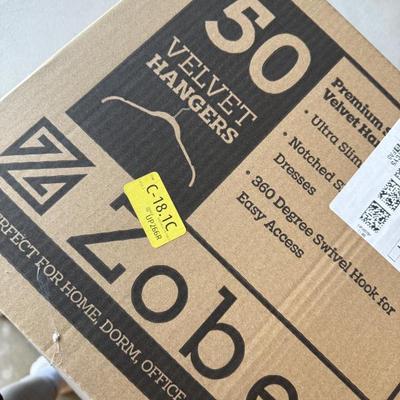 50
VELVET
HANGERS
Premium S
Velvet Ha
• Ultra Slim
• Notched S
Dresses
• 360 Degree Swivel Hook for
Easy Access
C-18.1C
UP266R
Zobe
PERFECT FOR HOME, DORM, OFFICE